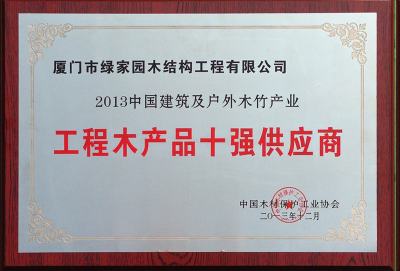 厦门市绿家园木结构工程有限公司
2013中国建筑及户外木竹产业
工程木产品十强供应商
中国木材保护工业协会
二〇一三年十二月